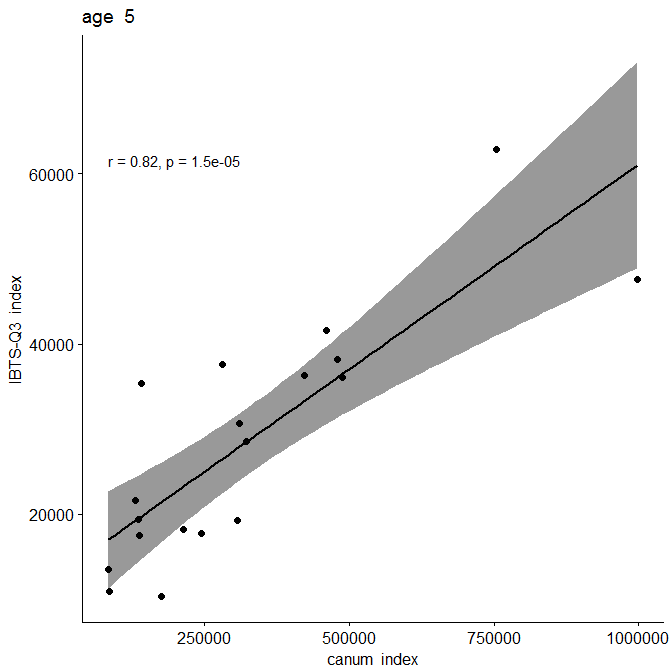 age 5
r = 0.82, p = 1.5e-05
60000
40000
20000
IBTS-Q3 index
250000 500000 750000 1000000
canum index